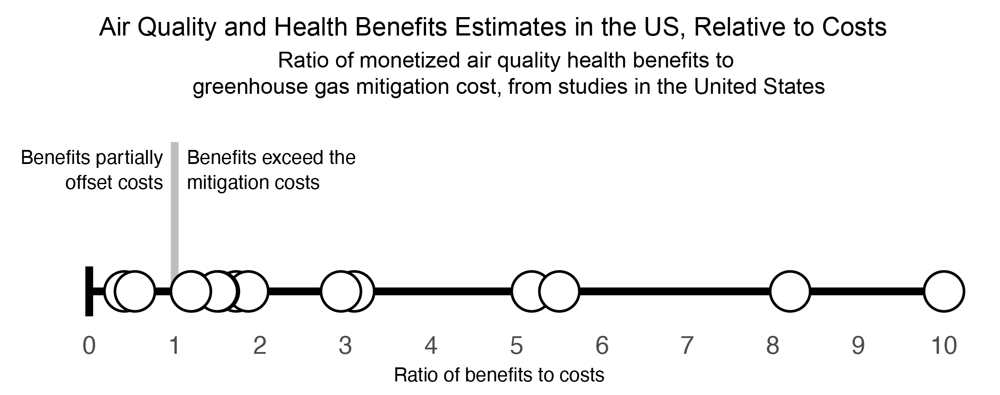 Air Quality and Health Benefits Estimates in the US, Relative to Costs
Ratio of monetized air quality health benefits to
greenhouse gas mitigation cost, from studies in the United States
Benefits partially
offset costs
Benefits exceed the
mitigation costs
0 1 2 3 4 5 6 7 8 9 10
Ratio of benefits to costs